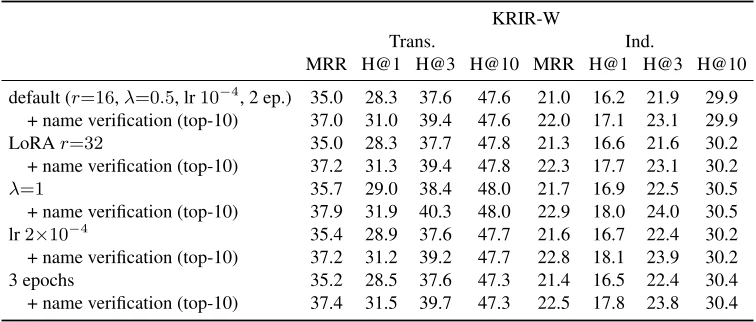 KRIR-W
Trans. Ind.
MRR H@1 H@3 H@10 MRR H@1 H@3 H@10
default (r=16, λ=0.5, lr 10⁻⁴, 2 ep.) 35.0 28.3 37.6 47.6 21.0 16.2 21.9 29.9
+ name verification (top-10) 37.0 31.0 39.4 47.6 22.0 17.1 23.1 29.9
LoRA r=32 35.0 28.3 37.7 47.8 21.3 16.6 21.6 30.2
+ name verification (top-10) 37.2 31.3 39.4 47.8 22.3 17.7 23.1 30.2
λ=1 35.7 29.0 38.4 48.0 21.7 16.9 22.5 30.5
+ name verification (top-10) 37.9 31.9 40.3 48.0 22.9 18.0 24.0 30.5
lr 2×10⁻⁴ 35.4 28.9 37.6 47.7 21.6 16.7 22.4 30.2
+ name verification (top-10) 37.2 31.2 39.2 47.7 22.8 18.1 23.9 30.2
3 epochs 35.2 28.5 37.6 47.3 21.4 16.5 22.4 30.4
+ name verification (top-10) 37.4 31.5 39.7 47.3 22.5 17.8 23.8 30.4